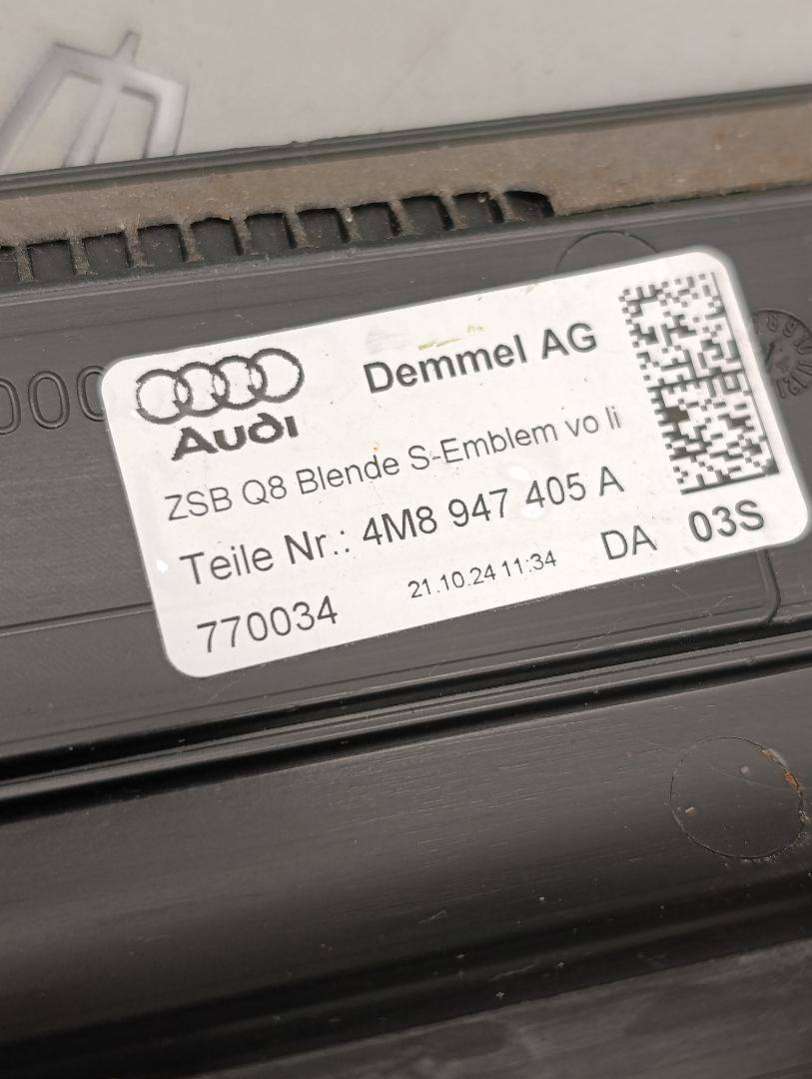 Audi
Demmel AG
ZSB Q8 Blende S-Emblem vo li
Teile Nr.: 4M8 947 405 A
770034
21.10.24 11:34
DA 03S